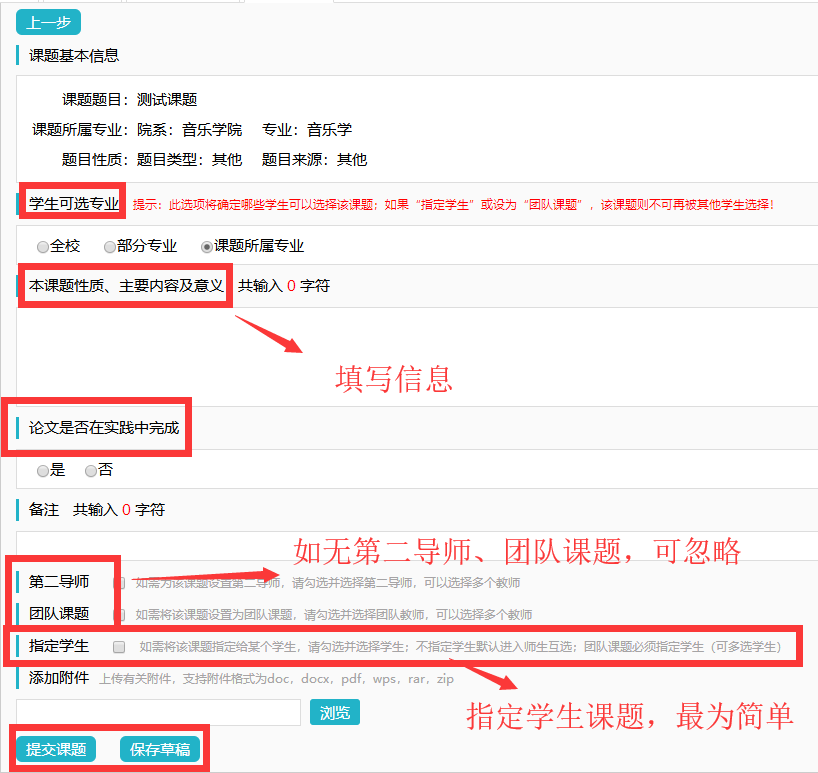 上一步
课题基本信息
课题题目：测试课题
课题所属专业：院系：音乐学院 专业：音乐学
题目性质：题目类型：其他 题目来源：其他
学生可选专业 提示：此选项将确定哪些学生可以选择该课题；如果“指定学生”或设为“团队课题”，该课题则不可再被其他学生选择！
全校 部分专业 课题所属专业
本课题性质、主要内容及意义 共输入 0 字符
填写信息
论文是否在实践中完成
是 否
备注 共输入 0 字符
如无第二导师、团队课题，可忽略
第二导师 如需为该课题设置第二导师，请勾选并选择第二导师，可以选择多个教师
团队课题 如需将该课题设置为团队课题，请勾选并选择团队教师，可以选择多个教师
指定学生 如需将该课题指定给某个学生，请勾选并选择学生；不指定学生默认进入师生互选；团队课题必须指定学生（可多选学生）
添加附件 上传有关附件，支持附件格式为doc，docx，pdf，wps，rar，zip
浏览
指定学生课题，最为简单
提交课题 保存草稿